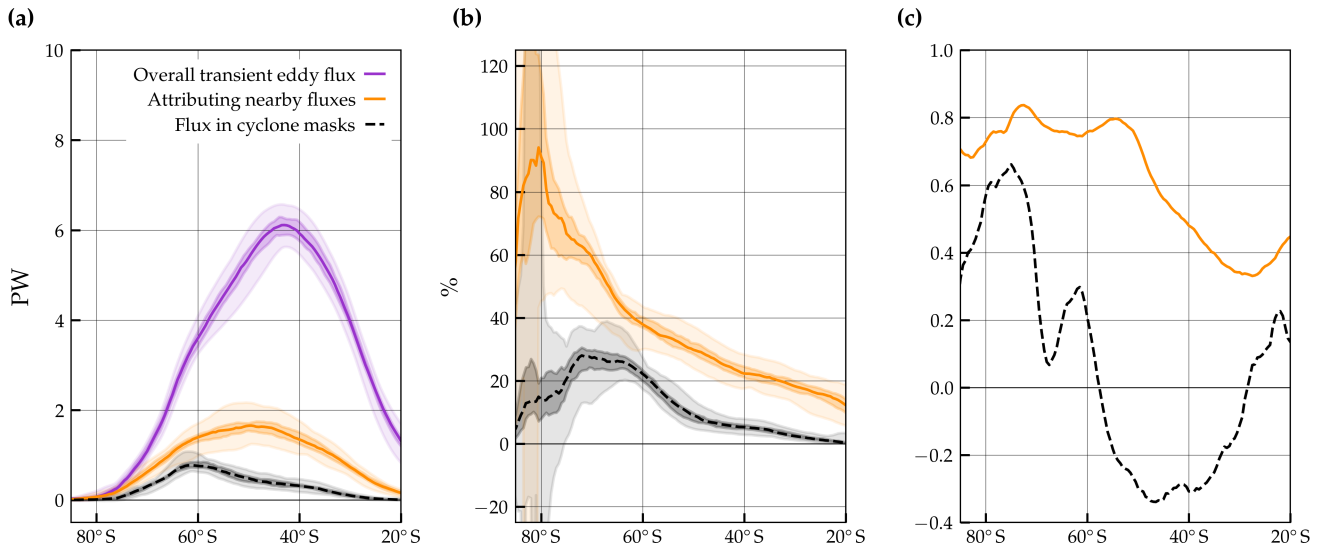 (a)
10
8
6
4
2
0
PW
80° S
60° S
40° S
20° S
Overall transient eddy flux
Attributing nearby fluxes
Flux in cyclone masks
(b)
120
100
80
60
40
20
0
−20
%
80° S
60° S
40° S
20° S
(c)
1.0
0.8
0.6
0.4
0.2
0.0
−0.2
−0.4
80° S
60° S
40° S
20° S